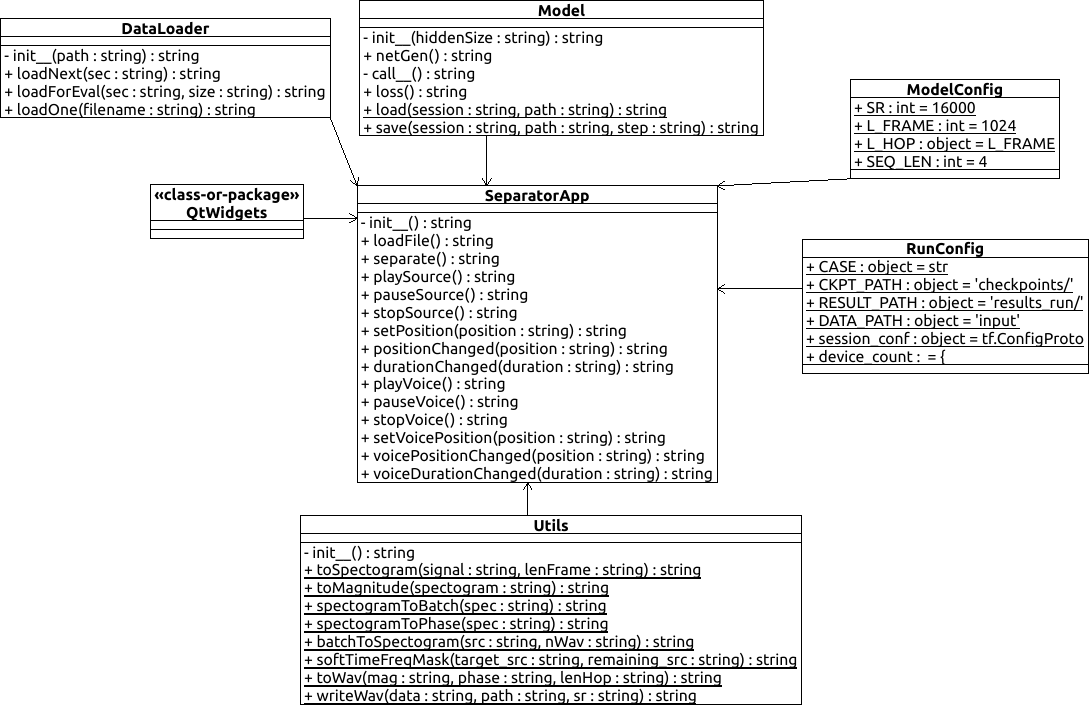 DataLoader
- init__(path : string) : string
+ loadNext(sec : string) : string
+ loadForEval(sec : string, size : string) : string
+ loadOne(filename : string) : string
Model
- init__(hiddenSize : string) : string
+ netGen() : string
- call__() : string
+ loss() : string
+ load(session : string, path : string) : string
+ save(session : string, path : string, step : string) : string
ModelConfig
+ SR : int = 16000
+ L_FRAME : int = 1024
+ L_HOP : object = L_FRAME
+ SEQ_LEN : int = 4
«class-or-package»
QtWidgets
SeparatorApp
- init__() : string
+ loadFile() : string
+ separate() : string
+ playSource() : string
+ pauseSource() : string
+ stopSource() : string
+ setPosition(position : string) : string
+ positionChanged(position : string) : string
+ durationChanged(duration : string) : string
+ playVoice() : string
+ pauseVoice() : string
+ stopVoice() : string
+ setVoicePosition(position : string) : string
+ voicePositionChanged(position : string) : string
+ voiceDurationChanged(duration : string) : string
RunConfig
+ CASE : object = str
+ CKPT_PATH : object = 'checkpoints/'
+ RESULT_PATH : object = 'results_run/'
+ DATA_PATH : object = 'input'
+ session_conf : object = tf.ConfigProto
+ device_count :  = {
Utils
- init__() : string
+ toSpectogram(signal : string, lenFrame : string) : string
+ toMagnitude(spectogram : string) : string
+ spectogramToBatch(spec : string) : string
+ spectogramToPhase(spec : string) : string
+ batchToSpectogram(src : string, nWav : string) : string
+ softTimeFreqMask(target_src : string, remaining_src : string) : string
+ toWav(mag : string, phase : string, lenHop : string) : string
+ writeWav(data : string, path : string, sr : string) : string